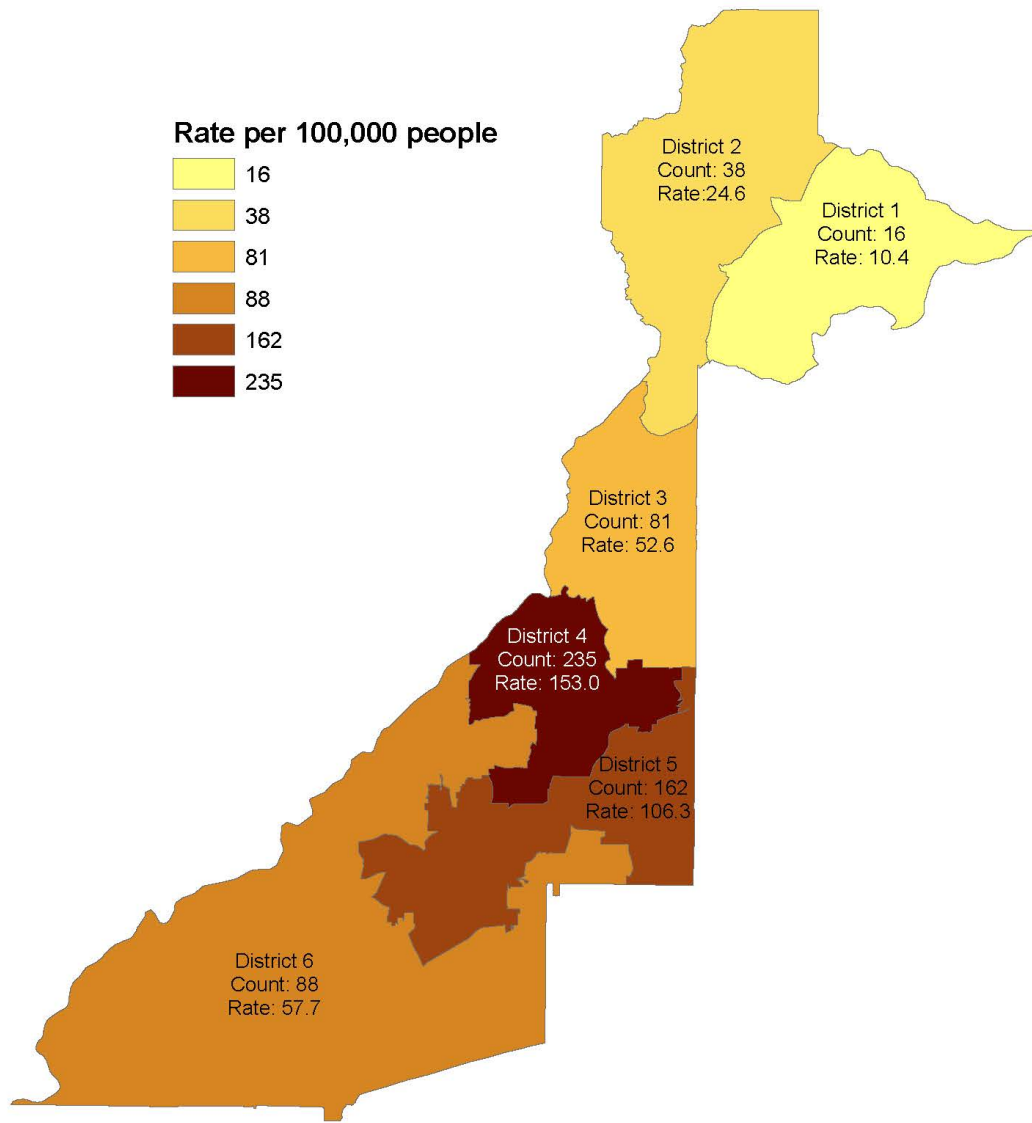 Rate per 100,000 people
16
38
81
88
162
235
District 2
Count: 38
Rate:24.6
District 1
Count: 16
Rate: 10.4
District 3
Count: 81
Rate: 52.6
District 4
Count: 235
Rate: 153.0
District 5
Count: 162
Rate: 106.3
District 6
Count: 88
Rate: 57.7